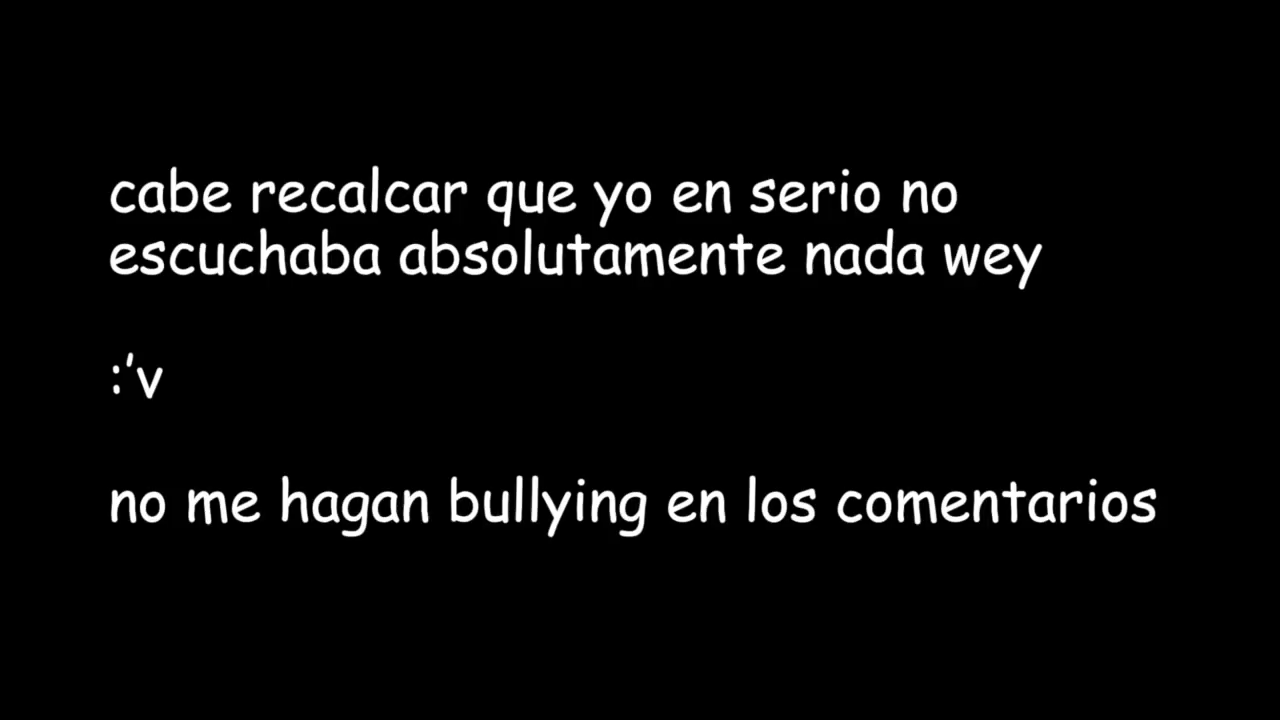 cabe recalcar que yo en serio no
escuchaba absolutamente nada wey
:'v
no me hagan bullying en los comentarios